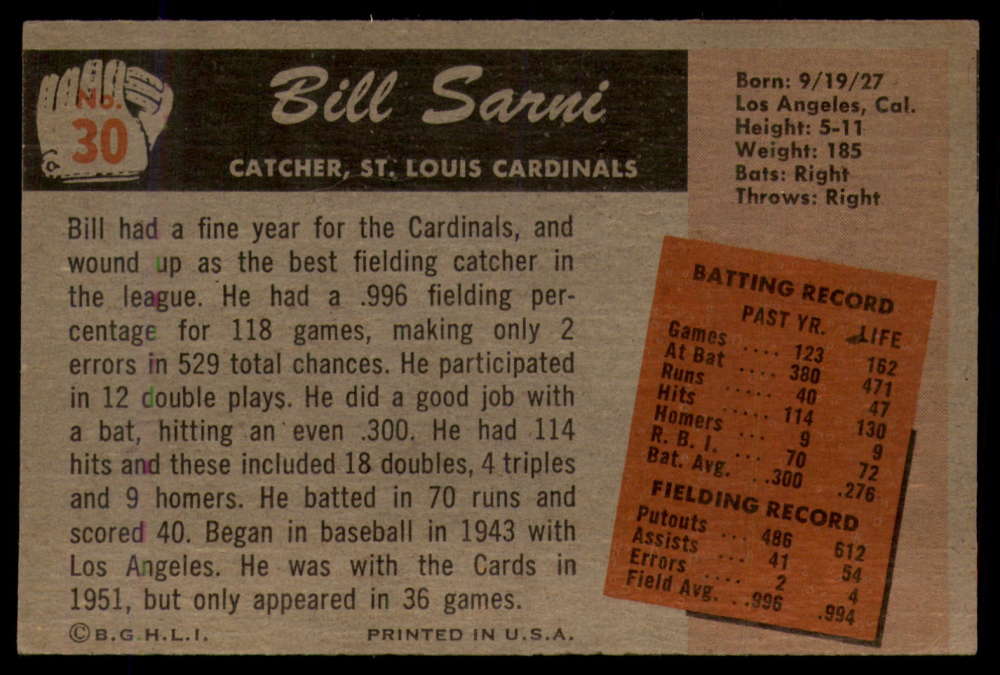 No.
30
Bill Sarni
CATCHER, ST. LOUIS CARDINALS
Born: 9/19/27
Los Angeles, Cal.
Height: 5-11
Weight: 185
Bats: Right
Throws: Right
Bill had a fine year for the Cardinals, and
wound up as the best fielding catcher in
the league. He had a .996 fielding per-
centage for 118 games, making only 2
errors in 529 total chances. He participated
in 12 double plays. He did a good job with
a bat, hitting an even .300. He had 114
hits and these included 18 doubles, 4 triples
and 9 homers. He batted in 70 runs and
scored 40. Began in baseball in 1943 with
Los Angeles. He was with the Cards in
1951, but only appeared in 36 games.
©B.G.H.L.I. PRINTED IN U.S.A.
BATTING RECORD
PAST YR. LIFE
Games .... 123 162
At Bat .... 380 471
Runs .... 40 47
Hits ..... 114 130
Homers ... 9 9
R. B. I. ... 70 72
Bat. Avg. ..300 .276
FIELDING RECORD
Putouts ... 486 612
Assists ... 41 54
Errors .... 2 4
Field Avg. ..996 .994